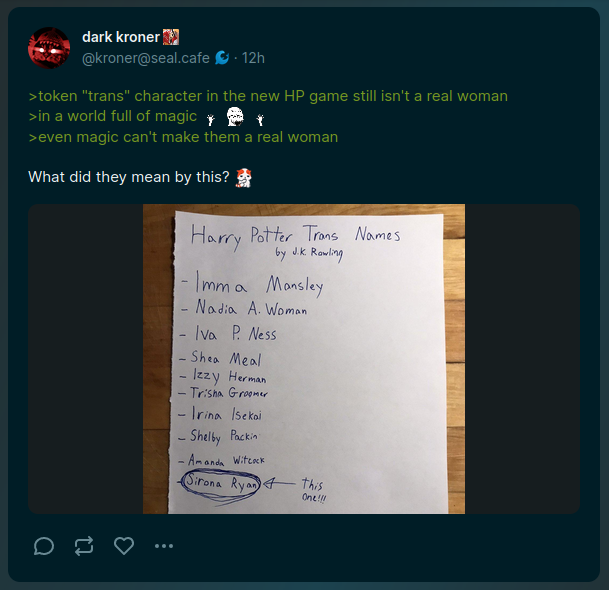 dark kroner
@kroner@seal.cafe · 12h
>token "trans" character in the new HP game still isn't a real woman
>in a world full of magic
>even magic can't make them a real woman
What did they mean by this?
Harry Potter Trans Names
by J.K. Rowling
- Imma Mansley
- Nadia A. Woman
- Iva P. Ness
- Shea Meal
- Izzy Herman
- Trisha Groomer
- Irina Isekai
- Shelby Packin
- Amanda Witcock
- Sirona Ryan
This
one!!!